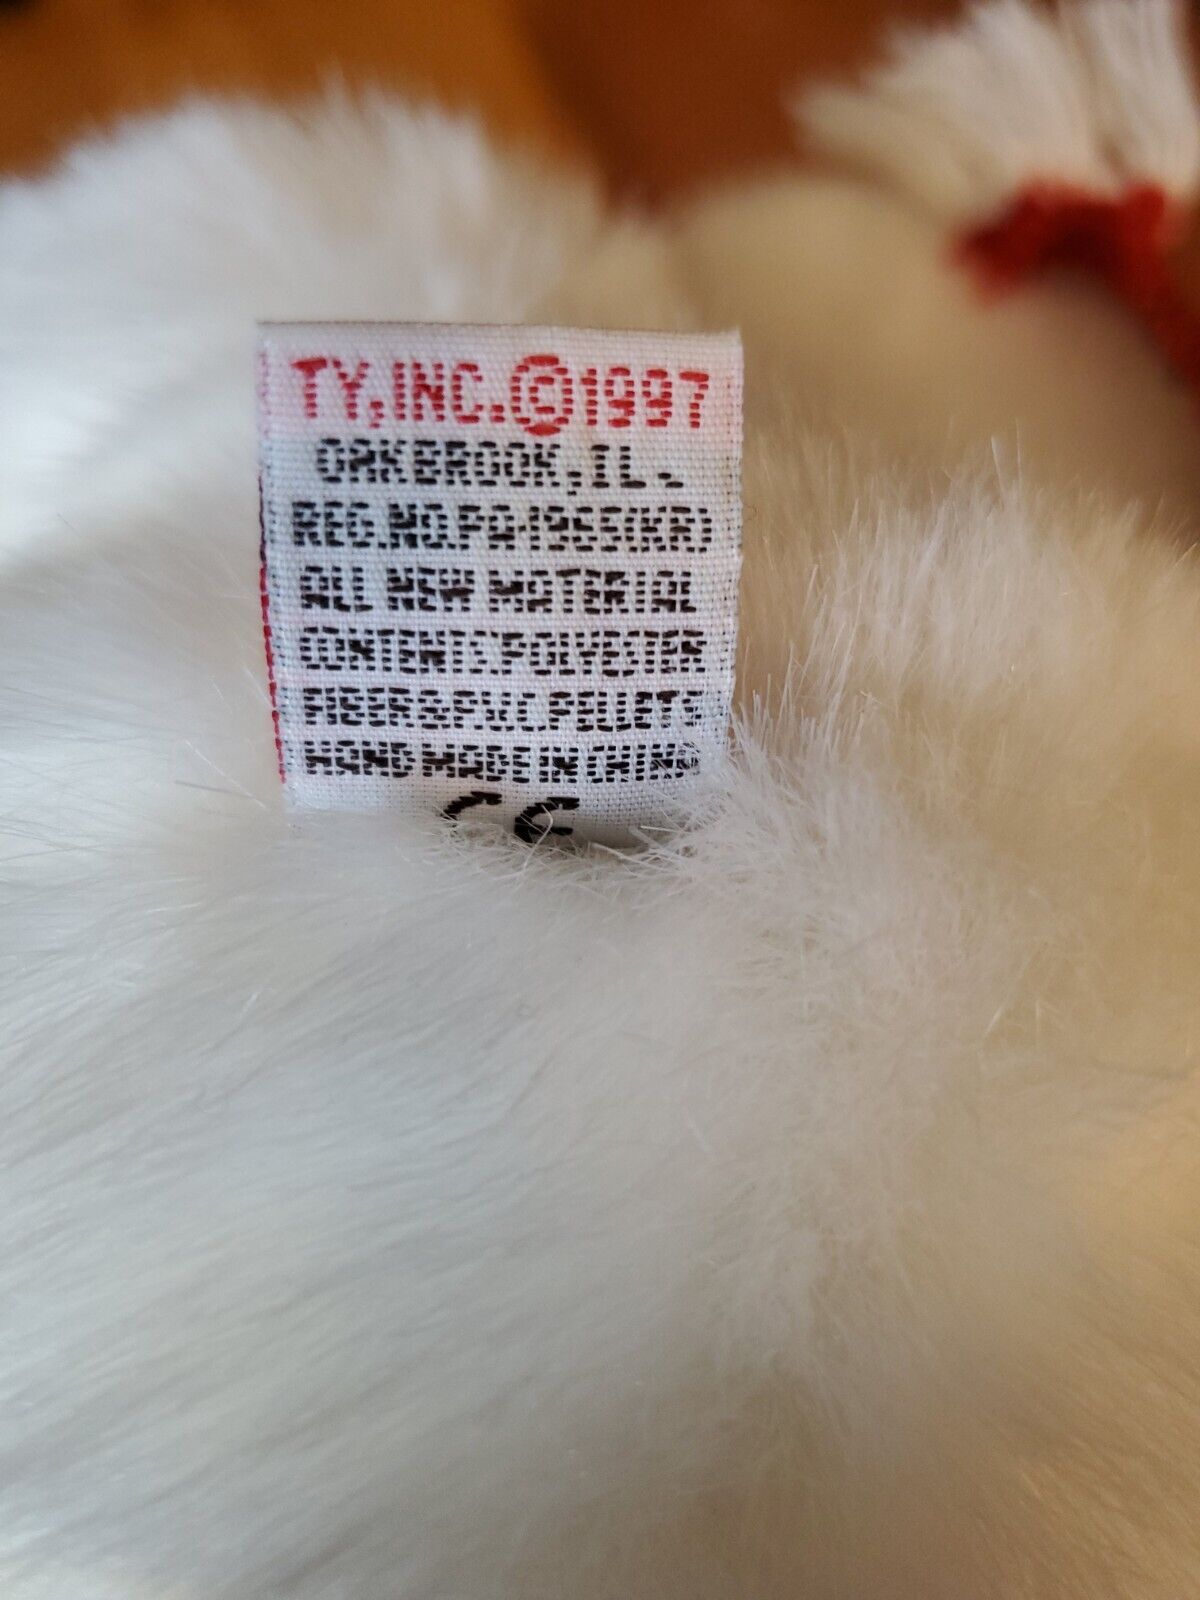 TY, INC. ©1997
OAKBROOK, IL.
REG. NO. PA-1965(KR)
ALL NEW MATERIAL
CONTENTS: POLYESTER
FIBER & P.V.C. PELLETS
HAND MADE IN CHINA
CE